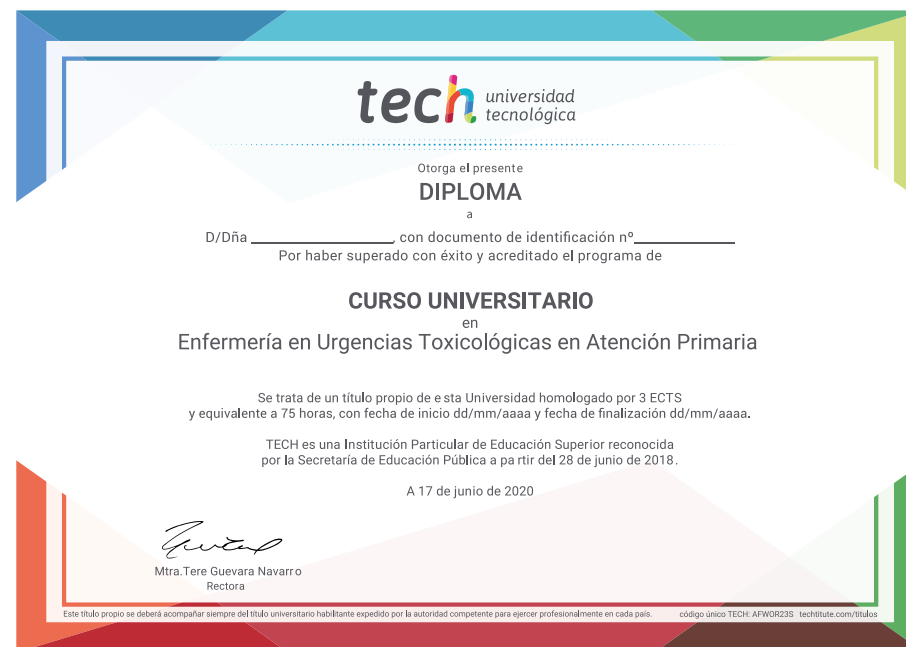 tech universidad
tecnológica
Otorga el presente
DIPLOMA
a
D/Dña ____________________, con documento de identificación nº______________
Por haber superado con éxito y acreditado el programa de
CURSO UNIVERSITARIO
en
Enfermería en Urgencias Toxicológicas en Atención Primaria
Se trata de un título propio de esta Universidad homologado por 3 ECTS
y equivalente a 75 horas, con fecha de inicio dd/mm/aaaa y fecha de finalización dd/mm/aaaa.
TECH es una Institución Particular de Educación Superior reconocida
por la Secretaría de Educación Pública a partir del 28 de junio de 2018.
A 17 de junio de 2020
Mtra.Tere Guevara Navarro
Rectora
Este título propio se deberá acompañar siempre del título universitario habilitante expedido por la autoridad competente para ejercer profesionalmente en cada país. código único TECH: AFWOR23S techtitute.com/titulos